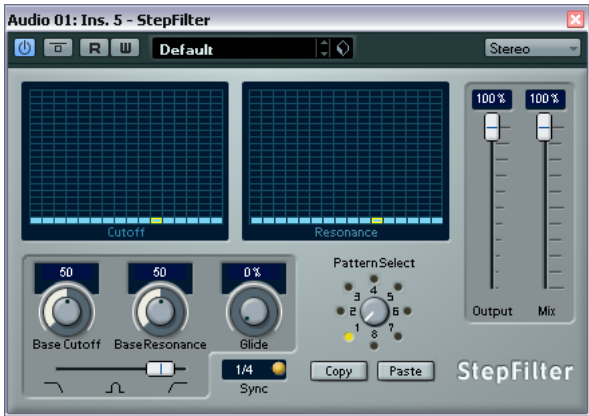 Audio 01: Ins. 5 - StepFilter
R W Default Stereo
100 % 100 %
Cutoff Resonance
50 50 0 %
Pattern Select
1 2 3 4 5 6 7 8
Output Mix
Base Cutoff Base Resonance Glide
1/4 Copy Paste StepFilter
Sync